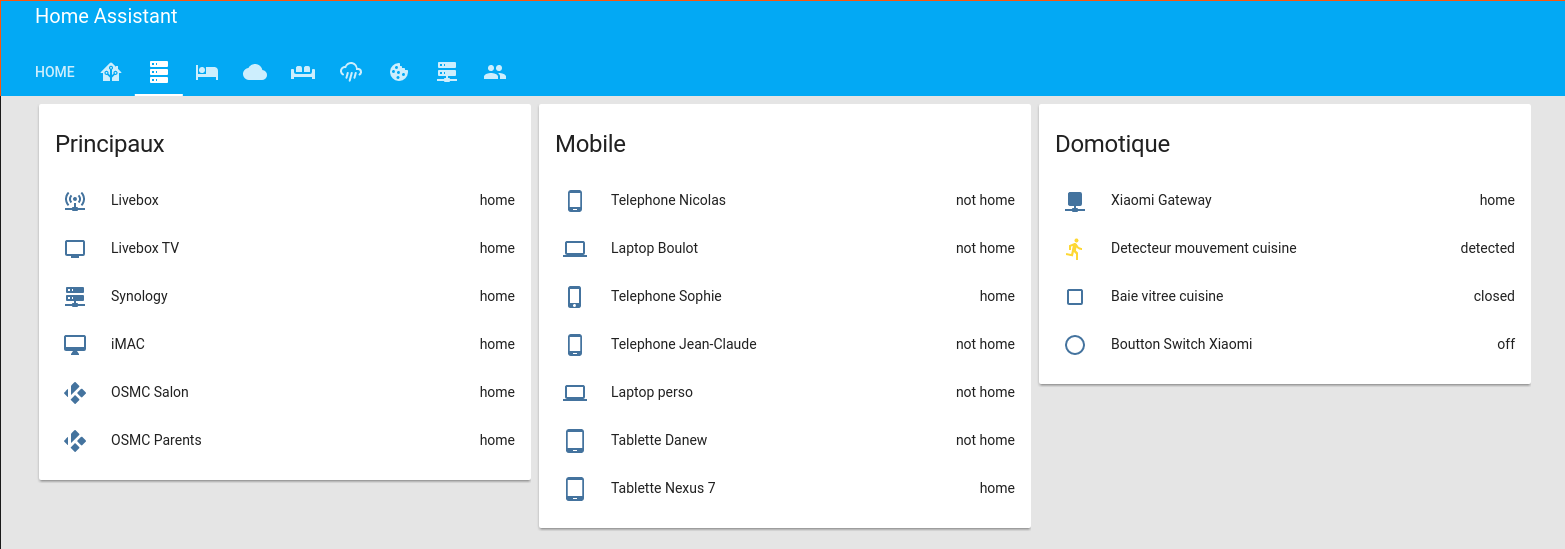 Home Assistant
HOME
Principaux
Livebox home
Livebox TV home
Synology home
iMAC home
OSMC Salon home
OSMC Parents home
Mobile
Telephone Nicolas not home
Laptop Boulot not home
Telephone Sophie home
Telephone Jean-Claude not home
Laptop perso not home
Tablette Danew not home
Tablette Nexus 7 home
Domotique
Xiaomi Gateway home
Detecteur mouvement cuisine detected
Baie vitree cuisine closed
Boutton Switch Xiaomi off